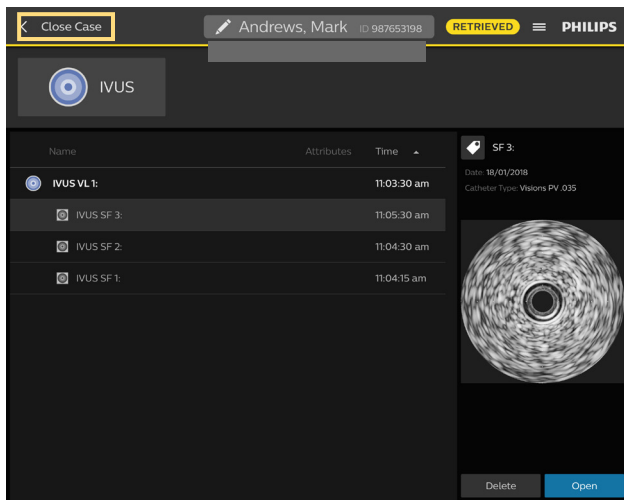 Close Case
Andrews, Mark ID 987653198
RETRIEVED
PHILIPS
IVUS
Name Attributes Time
IVUS VL 1: 11:03:30 am
IVUS SF 3: 11:05:30 am
IVUS SF 2: 11:04:30 am
IVUS SF 1: 11:04:15 am
SF 3:
Date: 18/01/2018
Catheter Type: Visions PV .035
Delete Open